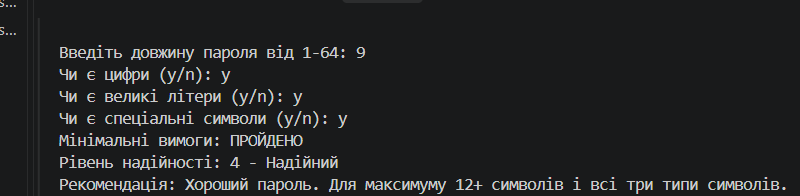 s...
s...
Введіть довжину пароля від 1-64: 9
Чи є цифри (y/n): y
Чи є великі літери (y/n): y
Чи є спеціальні символи (y/n): y
Мінімальні вимоги: ПРОЙДЕНО
Рівень надійності: 4 - Надійний
Рекомендація: Хороший пароль. Для максимуму 12+ символів і всі три типи символів.